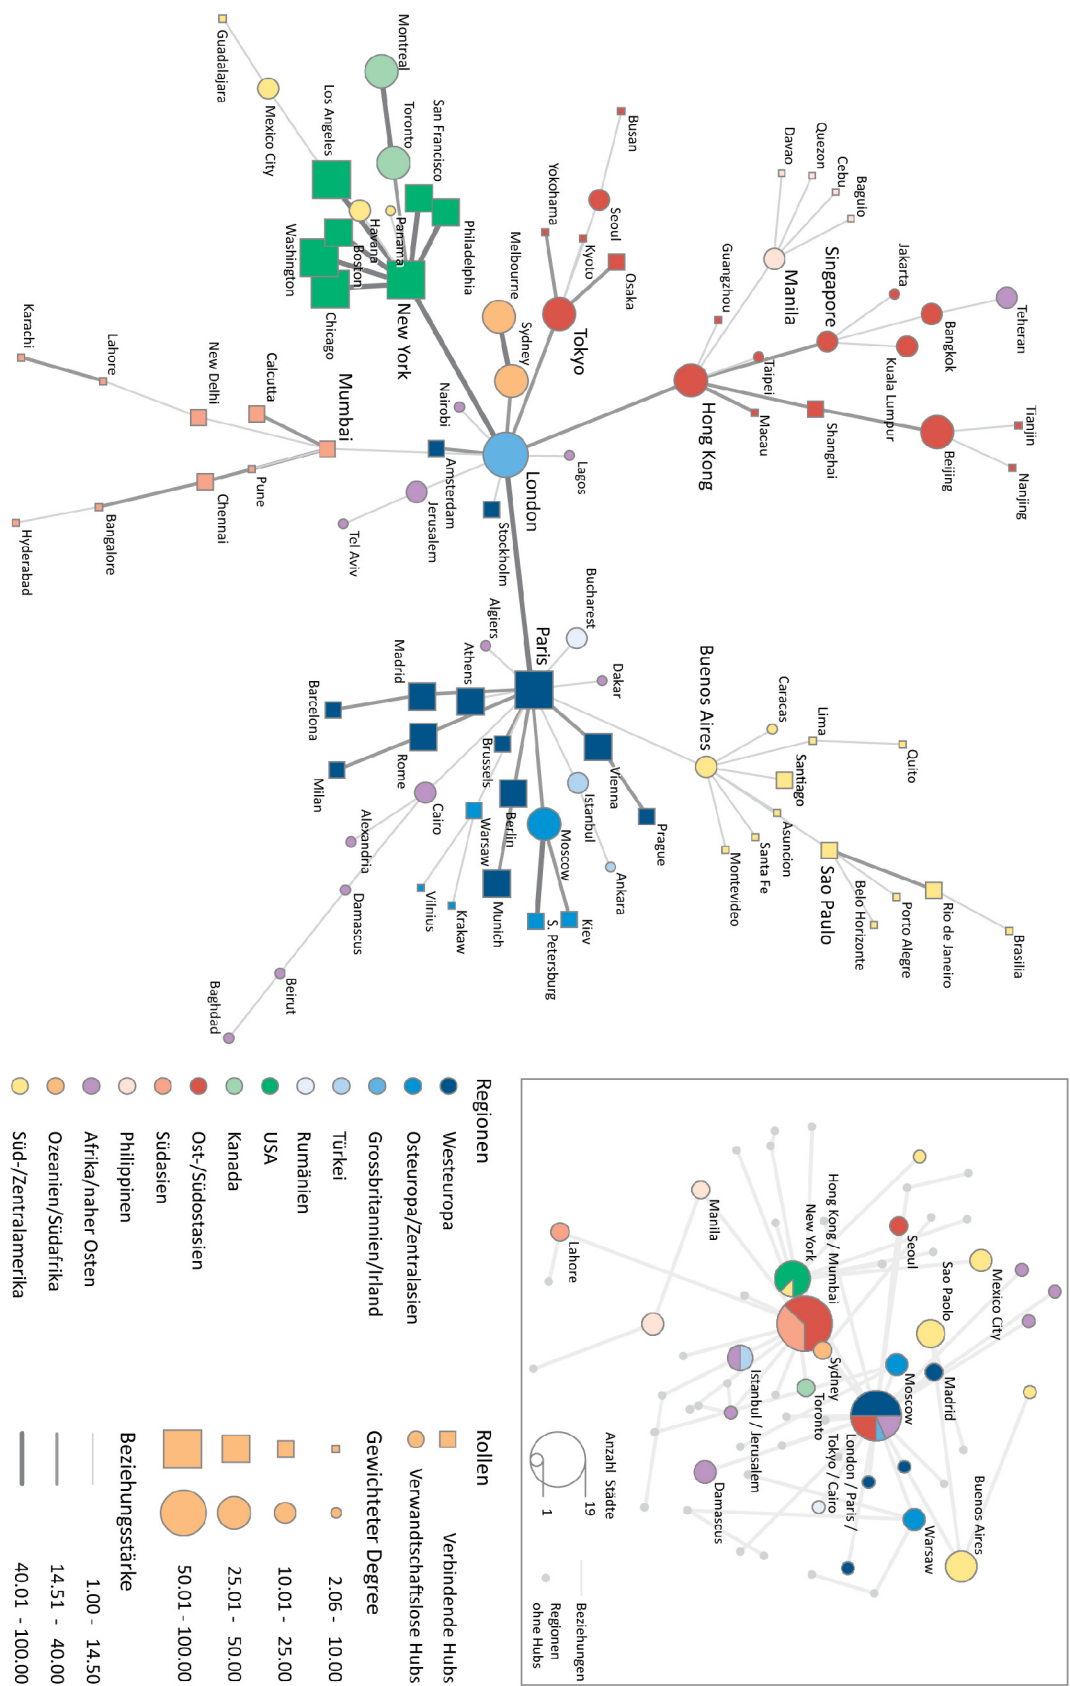 Guadalajara
Mexico City
Montreal
Toronto
San Francisco
Los Angeles
Philadelphia
Havana
Panama
Boston
Washington
Chicago
New York
Melbourne
Sydney
Busan
Yokohama
Seoul
Kyoto
Osaka
Tokyo
Davao
Quezon
Cebu
Baguio
Manila
Guangzhou
Singapore
Jakarta
Bangkok
Teheran
Kuala Lumpur
Taipei
Macau
Shanghai
Hong Kong
Beijing
Tianjin
Nanjing
Karachi
Lahore
New Delhi
Calcutta
Mumbai
Pune
Chennai
Bangalore
Hyderabad
Nairobi
Amsterdam
Jerusalem
Tel Aviv
Stockholm
London
Lagos
Bucharest
Algiers
Paris
Dakar
Athens
Madrid
Barcelona
Rome
Milan
Brussels
Berlin
Munich
Vienna
Prague
Istanbul
Ankara
Moscow
Kiev
S. Petersburg
Warsaw
Krakaw
Vilnius
Cairo
Alexandria
Damascus
Beirut
Baghdad
Buenos Aires
Caracas
Lima
Quito
Santiago
Asuncion
Santa Fe
Montevideo
Sao Paulo
Rio de Janeiro
Brasilia
Porto Alegre
Belo Horizonte
Regionen
Westeuropa
Osteuropa/Zentralasien
Grossbritannien/Irland
Türkei
Rumänien
USA
Kanada
Ost-/Südostasien
Südasien
Philippinen
Afrika/naher Osten
Ozeanien/Südafrika
Süd-/Zentralamerika
Rollen
Verbindende Hubs
Verwandtschaftslose Hubs
Gewichteter Degree
2.06 - 10.00
10.01 - 25.00
25.01 - 50.00
50.01 - 100.00
Beziehungsstärke
1.00 - 14.50
14.51 - 40.00
40.01 - 100.00
Mexico City
Sao Paolo
Seoul
Hong Kong / Mumbai
New York
Manila
Lahore
Buenos Aires
Madrid
Moscow
Warsaw
Sydney
Toronto
London / Paris /
Tokyo / Cairo
Istanbul / Jerusalem
Damascus
Anzahl Städte
19
1
Beziehungen
Regionen
ohne Hubs